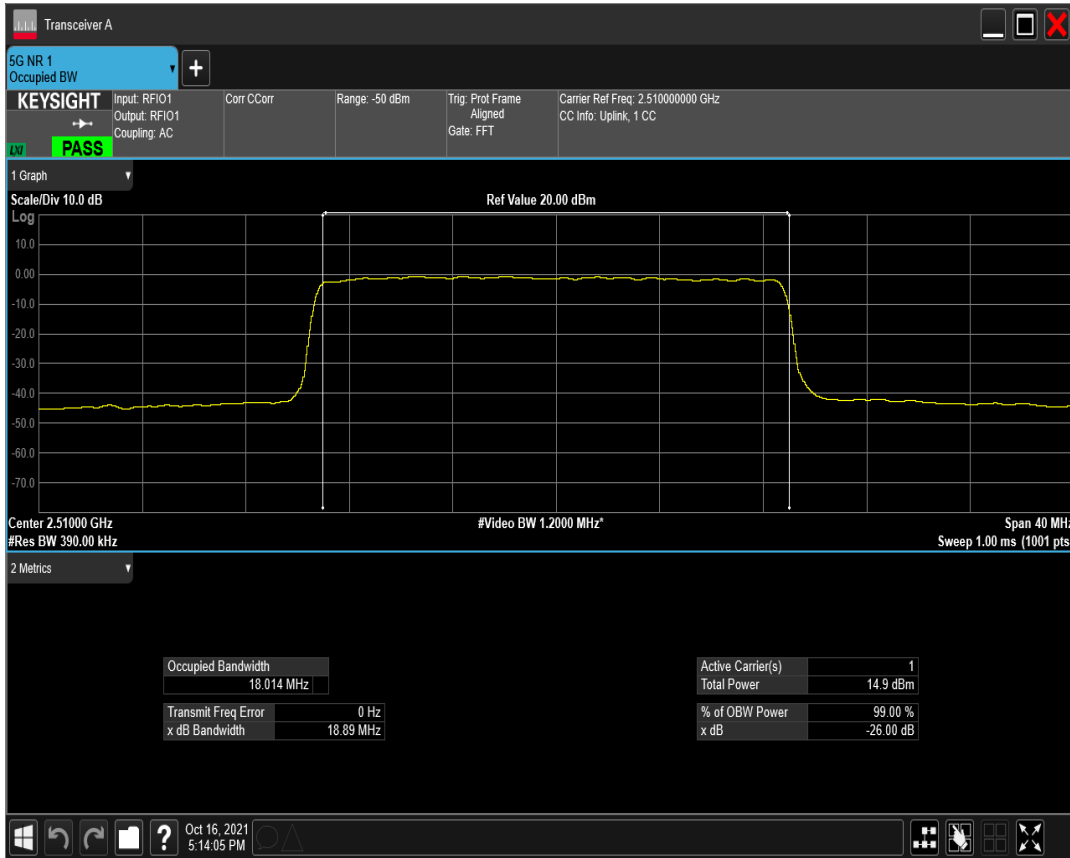 Transceiver A
5G NR 1
Occupied BW
KEYSIGHT
LXI
PASS
Input: RFIO1
Output: RFIO1
Coupling: AC
Corr CCorr
Range: -50 dBm
Trig: Prot Frame
Aligned
Gate: FFT
Carrier Ref Freq: 2.510000000 GHz
CC Info: Uplink, 1 CC
1 Graph
Scale/Div 10.0 dB
Ref Value 20.00 dBm
Log
10.0
0.00
-10.0
-20.0
-30.0
-40.0
-50.0
-60.0
-70.0
Center 2.51000 GHz
#Video BW 1.2000 MHz*
Span 40 MHz
#Res BW 390.00 kHz
Sweep 1.00 ms (1001 pts
2 Metrics
Occupied Bandwidth
18.014 MHz
Transmit Freq Error 0 Hz
x dB Bandwidth 18.89 MHz
Active Carrier(s) 1
Total Power 14.9 dBm
% of OBW Power 99.00 %
x dB -26.00 dB
Oct 16, 2021
5:14:05 PM